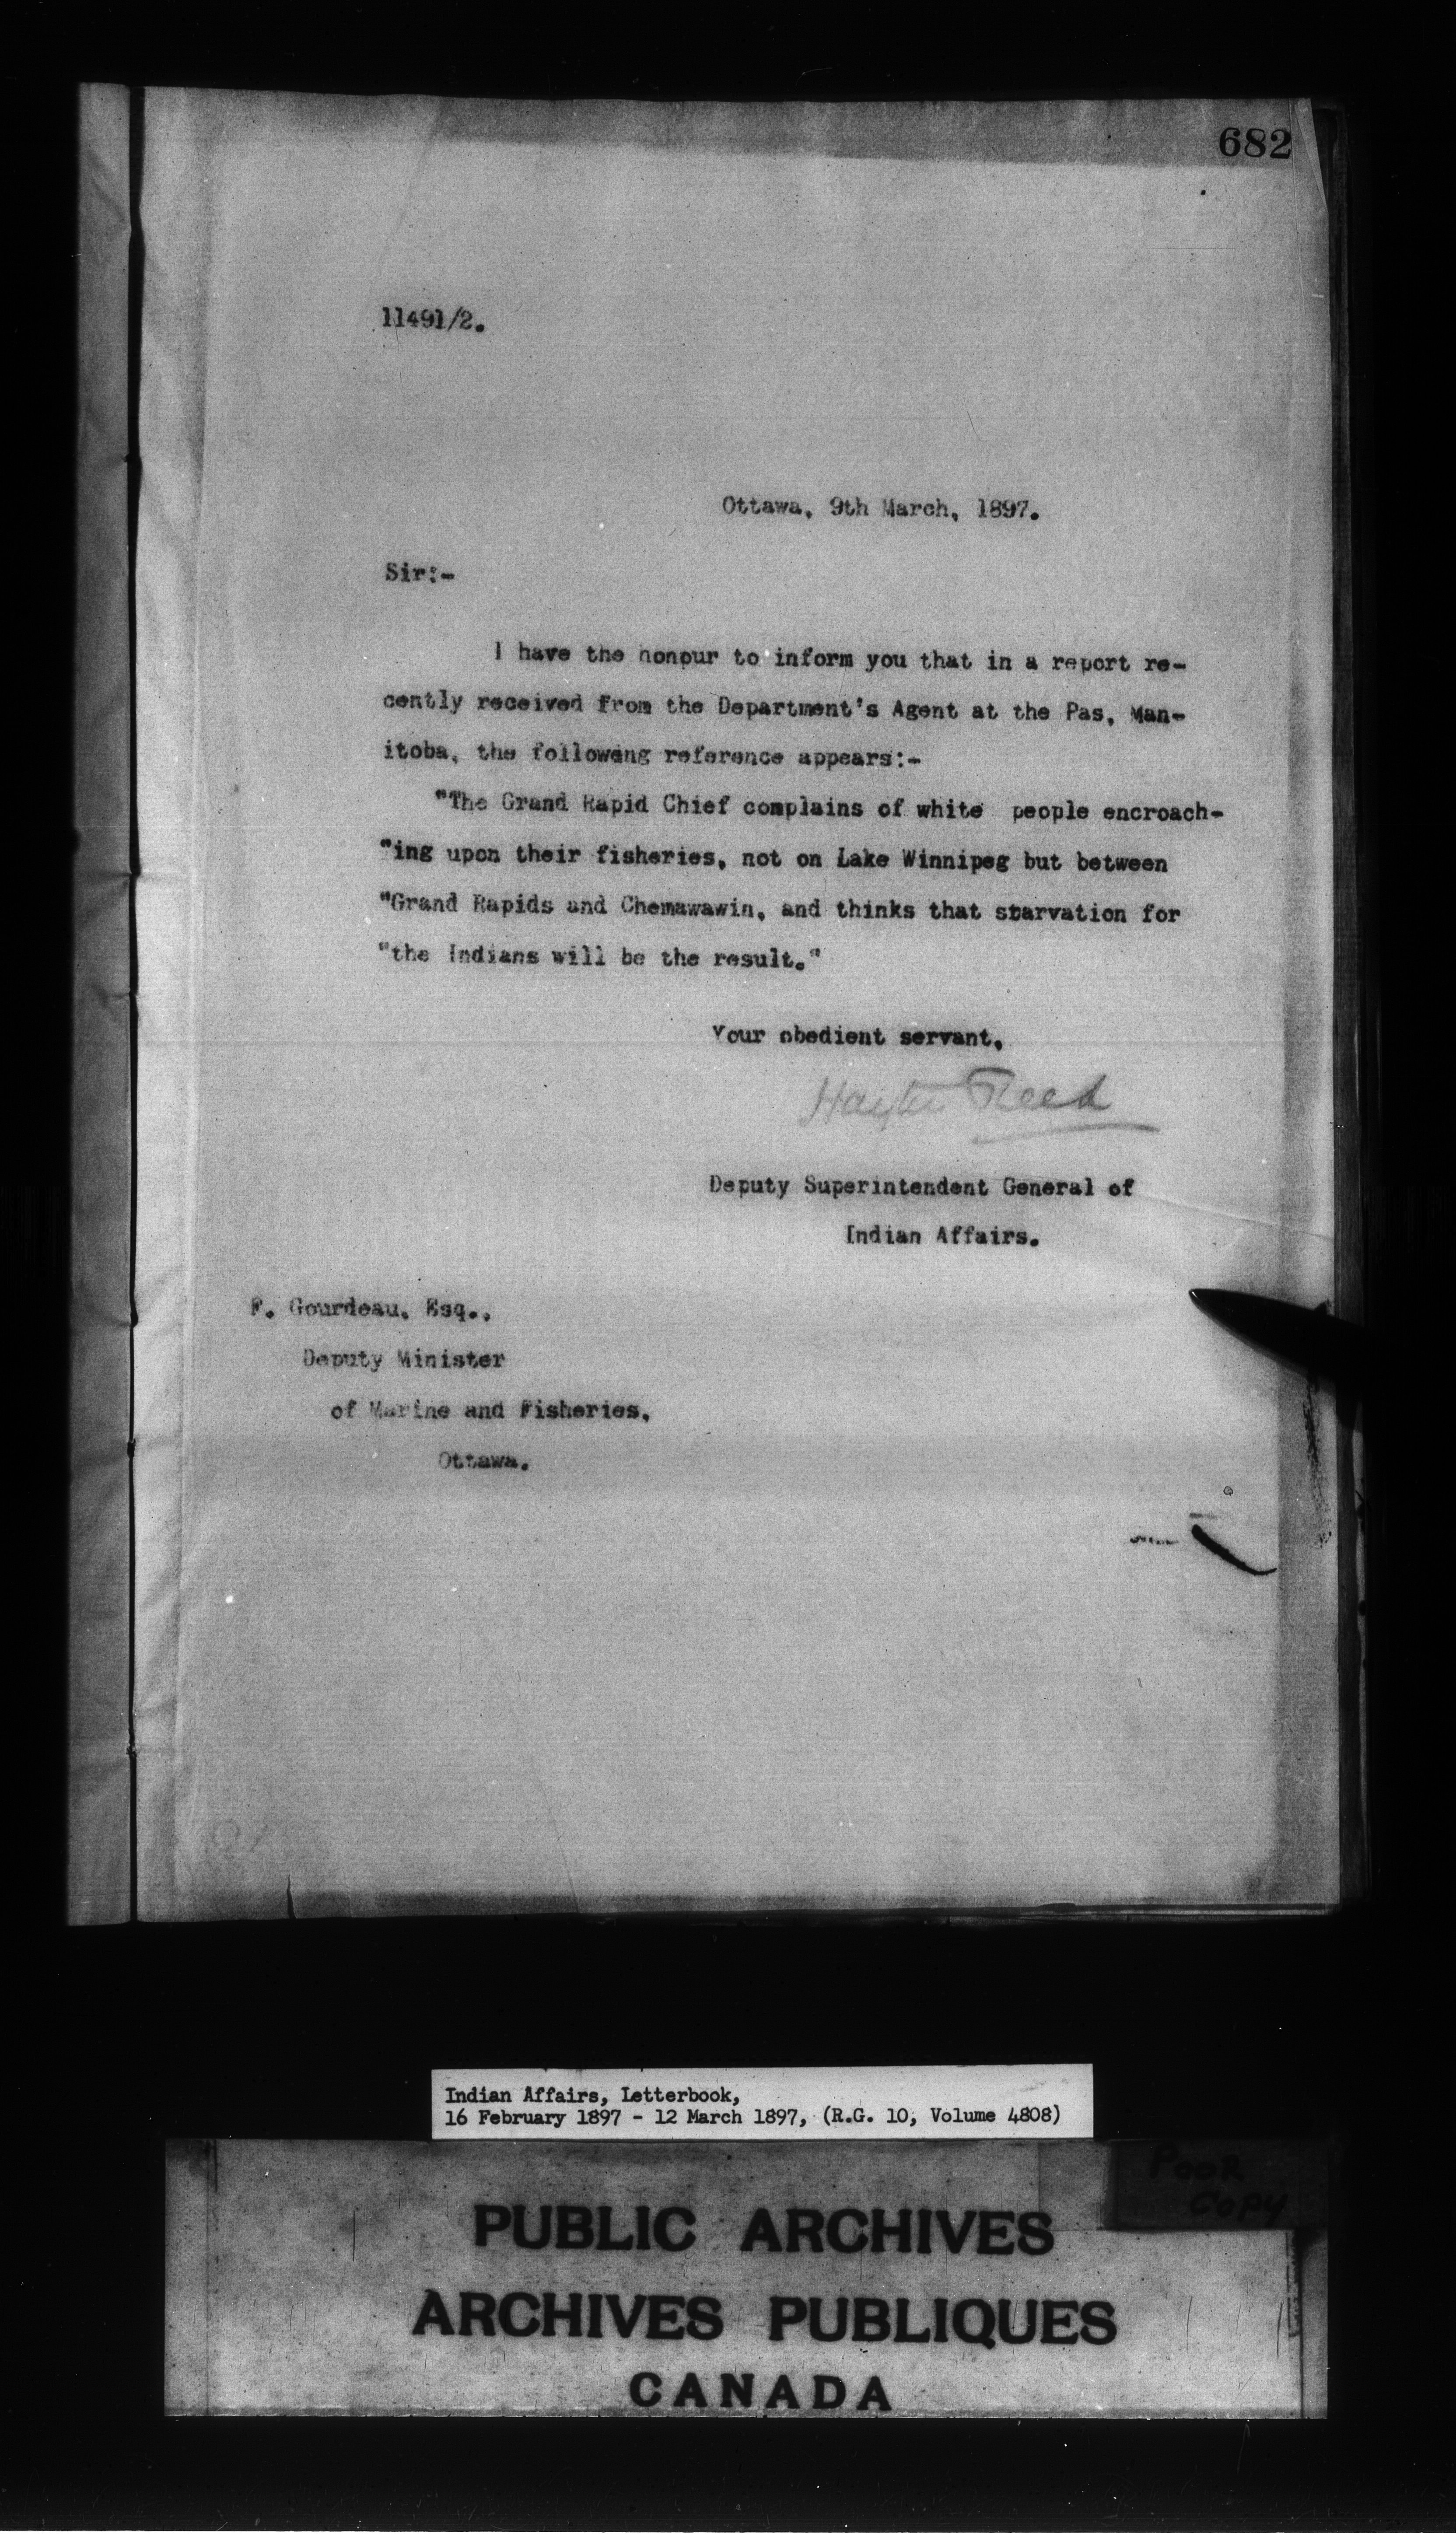 682
11491/2.
Ottawa, 9th March, 1897.
Sir:-
I have the honour to inform you that in a report re-
cently received from the Department's Agent at the Pas, Man-
itoba, the following reference appears:-
"The Grand Rapid Chief complains of white people encroach-
"ing upon their fisheries, not on Lake Winnipeg but between
"Grand Rapids and Chemawawin, and thinks that starvation for
"the Indians will be the result."
Your obedient servant,
Hayter Reed
Deputy Superintendent General of
Indian Affairs.
F. Gourdeau, Esq.,
Deputy Minister
of Marine and Fisheries,
Ottawa.
Indian Affairs, Letterbook,
16 February 1897 - 12 March 1897, (R.G. 10, Volume 4808)
Poor
Copy
PUBLIC ARCHIVES
ARCHIVES PUBLIQUES
CANADA